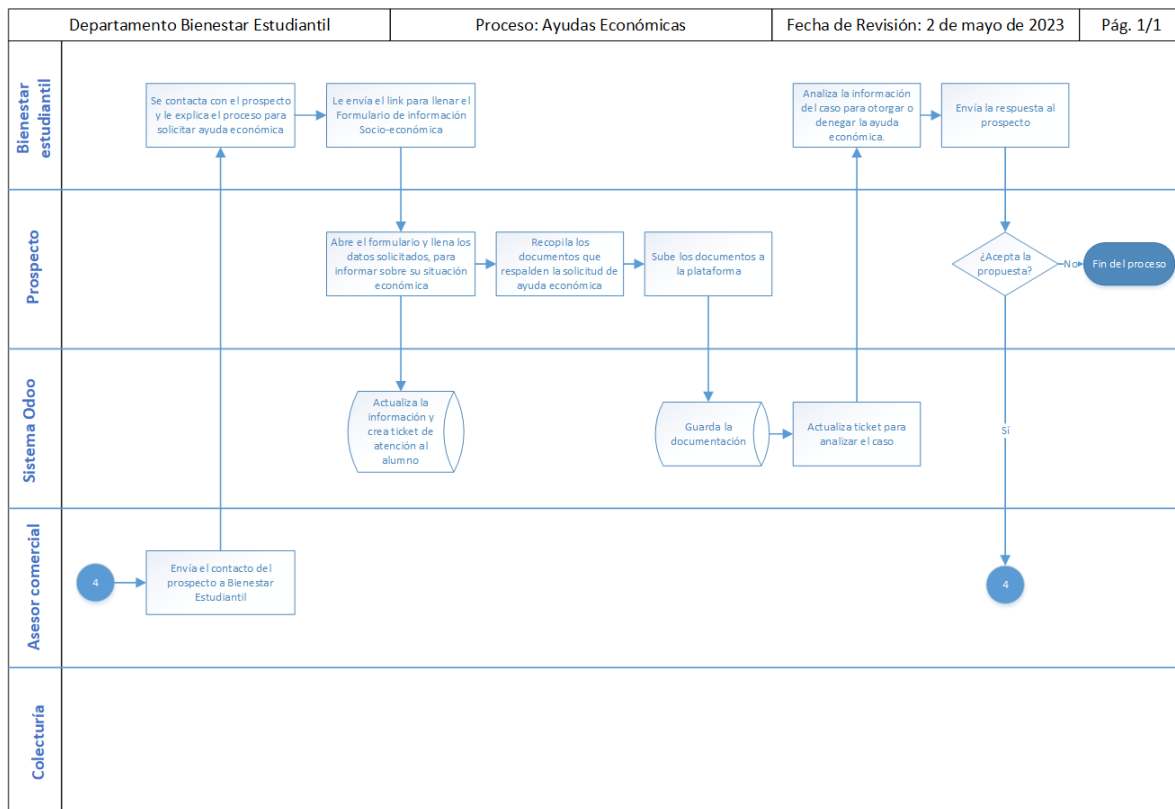 Departamento Bienestar Estudiantil
Proceso: Ayudas Económicas
Fecha de Revisión: 2 de mayo de 2023
Pág. 1/1
Bienestar
estudiantil
Se contacta con el prospecto
y le explica el proceso para
solicitar ayuda económica
Le envía el link para llenar el
Formulario de información
Socio-económica
Analiza la información
del caso para otorgar o
denegar la ayuda
económica.
Envía la respuesta al
prospecto
Prospecto
Abre el formulario y llena los
datos solicitados, para
informar sobre su situación
económica
Recopila los
documentos que
respalden la solicitud de
ayuda económica
Sube los documentos a
la plataforma
¿Acepta la
propuesta?
No
Fin del proceso
Sistema Odoo
Actualiza la
información y
crea ticket de
atención al
alumno
Guarda la
documentación
Actualiza ticket para
analizar el caso
Sí
Asesor comercial
4
Envía el contacto del
prospecto a Bienestar
Estudiantil
4
Colecturía